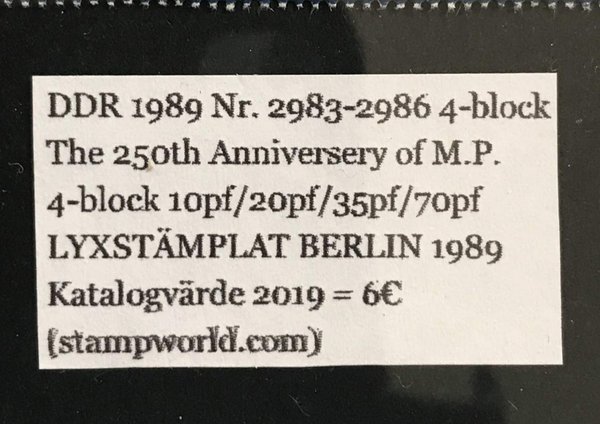 DDR 1989 Nr. 2983-2986 4-block
The 250th Anniversery of M.P.
4-block 10pf/20pf/35pf/70pf
LYXSTÄMPLAT BERLIN 1989
Katalogvärde 2019 = 6€
(stampworld.com)